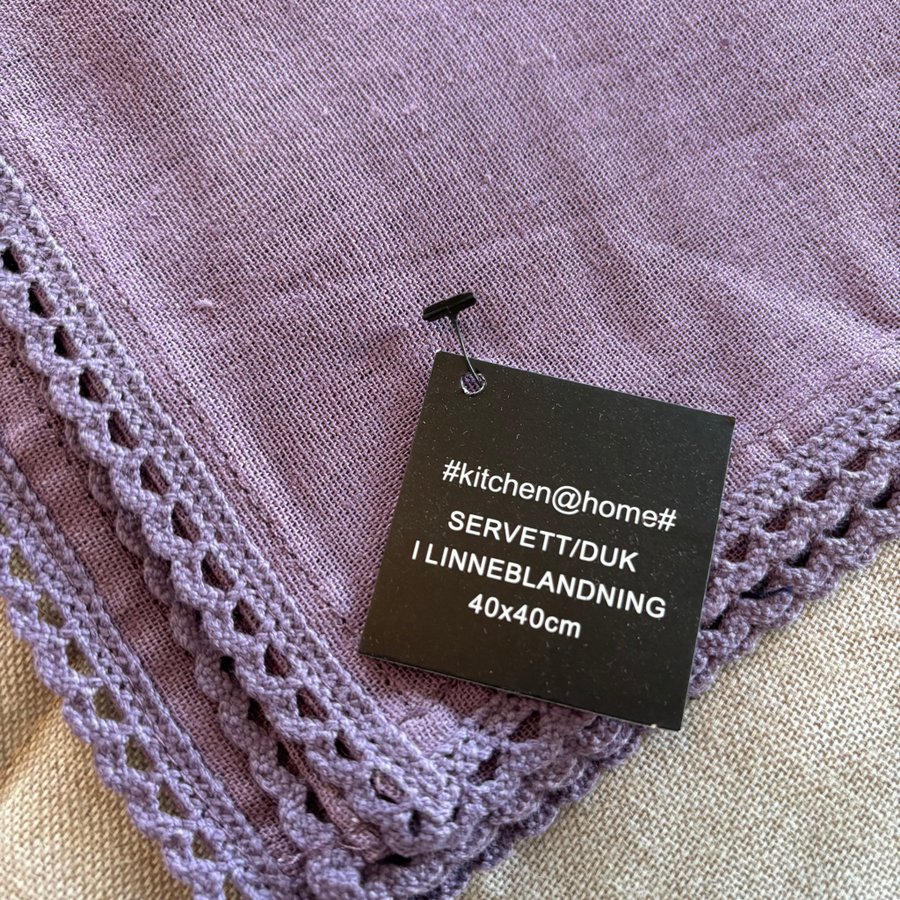 #kitchen@home#
SERVETT/DUK
I LINNEBLANDNING
40x40cm